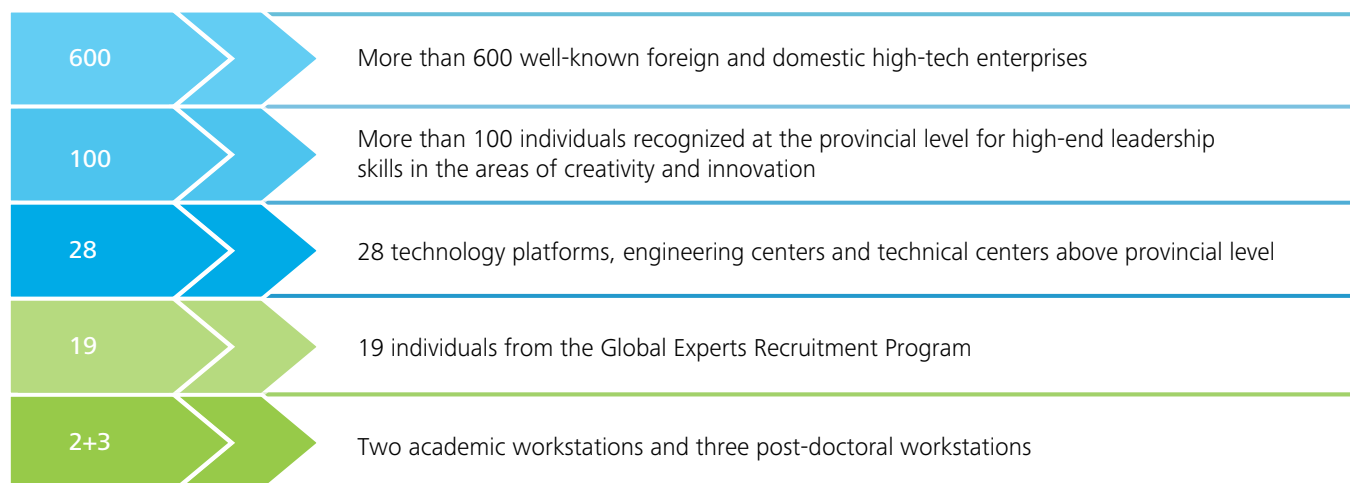 600
More than 600 well-known foreign and domestic high-tech enterprises
100
More than 100 individuals recognized at the provincial level for high-end leadership
skills in the areas of creativity and innovation
28
28 technology platforms, engineering centers and technical centers above provincial level
19
19 individuals from the Global Experts Recruitment Program
2+3
Two academic workstations and three post-doctoral workstations